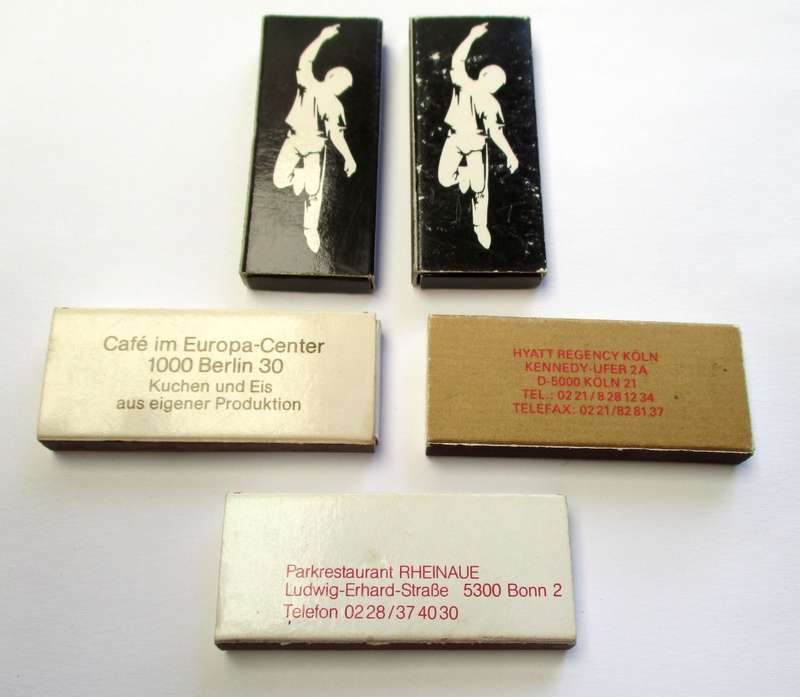 Café im Europa-Center
1000 Berlin 30
Kuchen und Eis
aus eigener Produktion
HYATT REGENCY KÖLN
KENNEDY-UFER 2A
D-5000 KÖLN 21
TEL.: 02 21/8 28 12 34
TELEFAX: 02 21/82 81 37
Parkrestaurant RHEINAUE
Ludwig-Erhard-Straße 5300 Bonn 2
Telefon 02 28/37 40 30